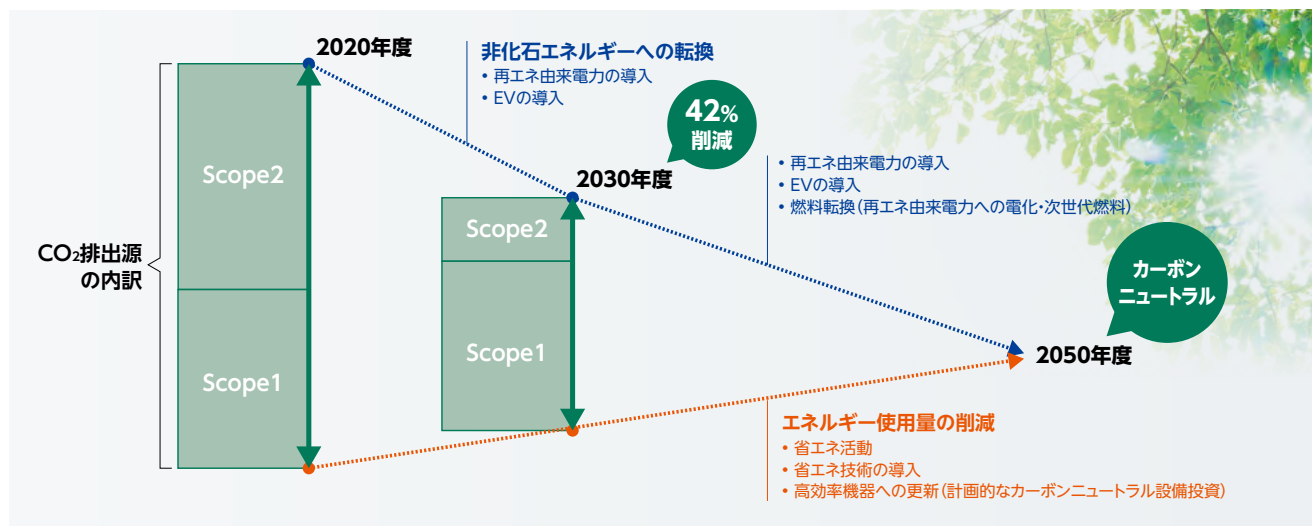 2020年度
非化石エネルギーへの転換
• 再エネ由来電力の導入
• EVの導入
42%
削減
Scope2
2030年度
• 再エネ由来電力の導入
• EVの導入
• 燃料転換(再エネ由来電力への電化・次世代燃料)
Scope2
CO2排出源
の内訳
カーボン
ニュートラル
Scope1
Scope1
2050年度
エネルギー使用量の削減
• 省エネ活動
• 省エネ技術の導入
• 高効率機器への更新(計画的なカーボンニュートラル設備投資)